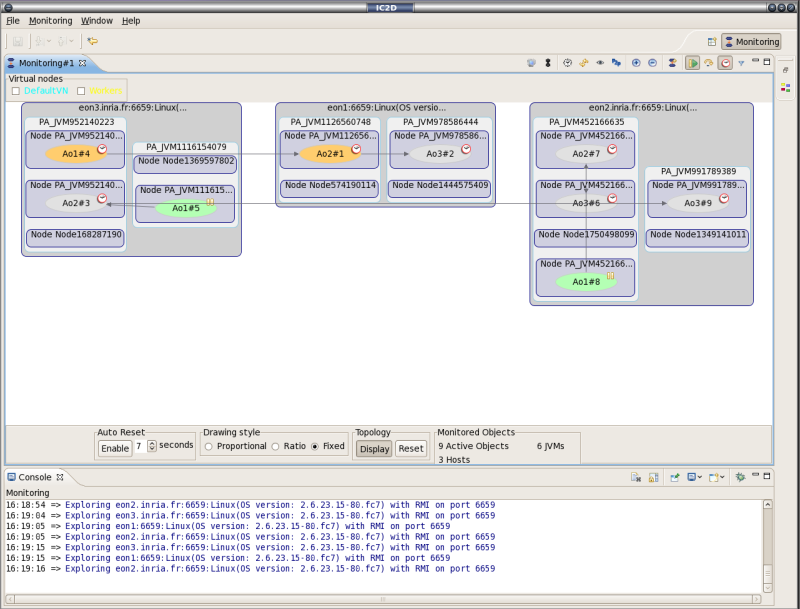 IC2D
File Monitoring Window Help
Monitoring
Monitoring#1
Virtual nodes
DefaultVN Workers
eon3.inria.fr:6659:Linux(...
PA_JVM952140223
Node PA_JVM952140...
Ao1#4
Node PA_JVM952140...
Ao2#3
Node Node168287190
PA_JVM1116154079
Node Node1369597802
Node PA_JVM111615...
Ao1#5
eon1:6659:Linux(OS versio...
PA_JVM1126560748
Node PA_JVM112656...
Ao2#1
Node Node574190114
PA_JVM978586444
Node PA_JVM978586...
Ao3#2
Node Node1444575409
eon2.inria.fr:6659:Linux(...
PA_JVM452166635
Node PA_JVM452166...
Ao2#7
Node PA_JVM452166...
Ao3#6
Node Node1750498099
Node PA_JVM452166...
Ao1#8
PA_JVM991789389
Node PA_JVM991789...
Ao3#9
Node Node1349141011
Auto Reset
Enable 7 seconds
Drawing style
Proportional Ratio Fixed
Topology
Display Reset
Monitored Objects
9 Active Objects 6 JVMs
3 Hosts
Console
Monitoring
16:18:54 => Exploring eon2.inria.fr:6659:Linux(OS version: 2.6.23.15-80.fc7) with RMI on port 6659
16:19:04 => Exploring eon3.inria.fr:6659:Linux(OS version: 2.6.23.15-80.fc7) with RMI on port 6659
16:19:05 => Exploring eon1:6659:Linux(OS version: 2.6.23.15-80.fc7) with RMI on port 6659
16:19:05 => Exploring eon2.inria.fr:6659:Linux(OS version: 2.6.23.15-80.fc7) with RMI on port 6659
16:19:15 => Exploring eon3.inria.fr:6659:Linux(OS version: 2.6.23.15-80.fc7) with RMI on port 6659
16:19:15 => Exploring eon1:6659:Linux(OS version: 2.6.23.15-80.fc7) with RMI on port 6659
16:19:16 => Exploring eon2.inria.fr:6659:Linux(OS version: 2.6.23.15-80.fc7) with RMI on port 6659